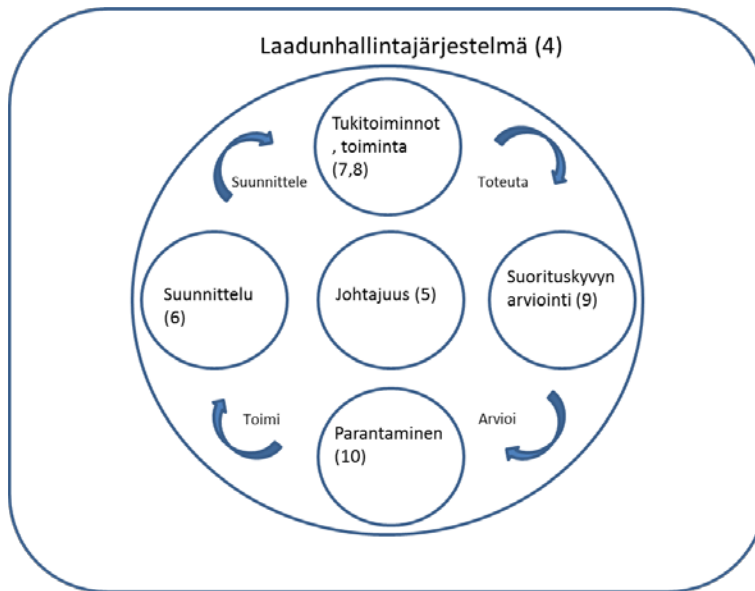 Laadunhallintajärjestelmä (4)
Tukitoiminnot
, toiminta
(7,8)
Suunnittele
Toteuta
Suunnittelu
(6)
Johtajuus (5)
Suorituskyvyn
arviointi (9)
Toimi
Arvioi
Parantaminen
(10)